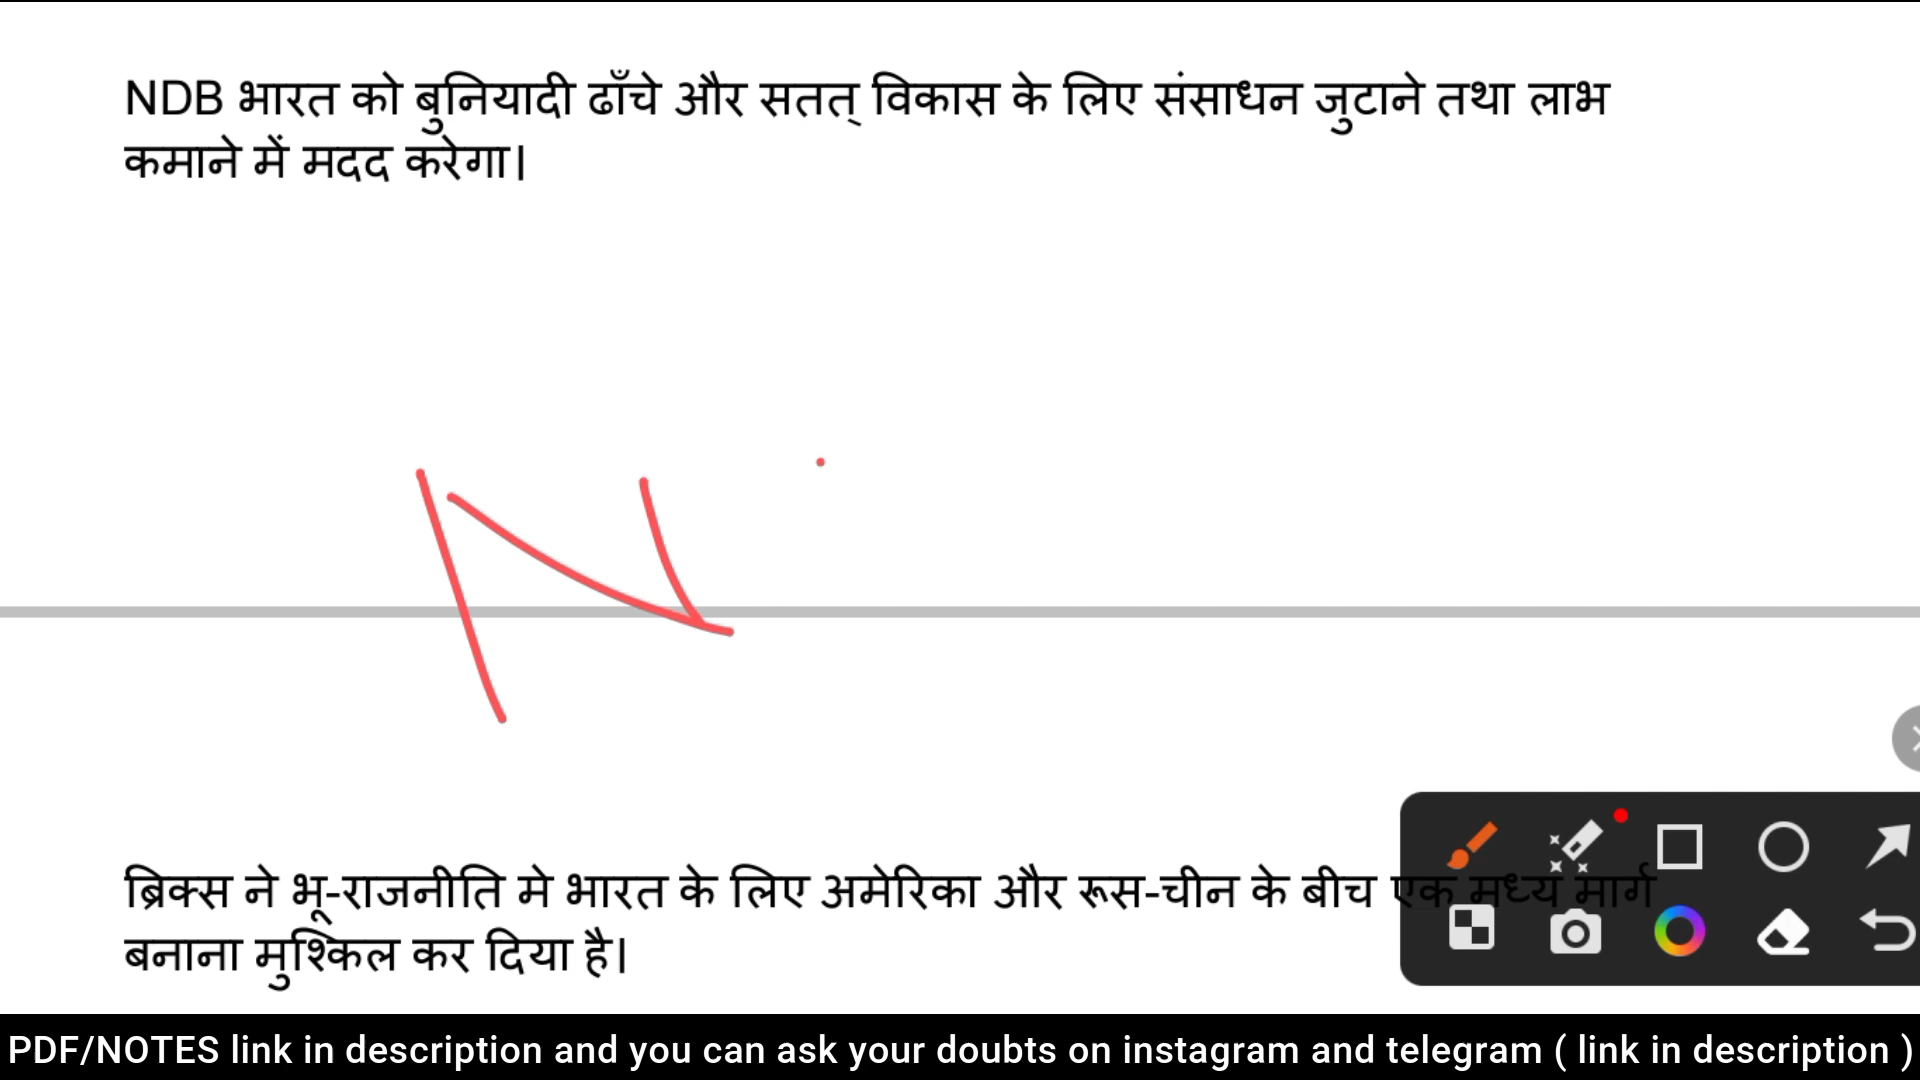 NDB भारत को बुनियादी ढाँचे और सतत् विकास के लिए संसाधन जुटाने तथा लाभ
कमाने में मदद करेगा|
N
ब्रिक्स ने भू-राजनीति मे भारत के लिए अमेरिका और रूस-चीन के बीच एक मध्य मार्ग
बनाना मुश्किल कर दिया है|
PDF/NOTES link in description and you can ask your doubts on instagram and telegram ( link in description )